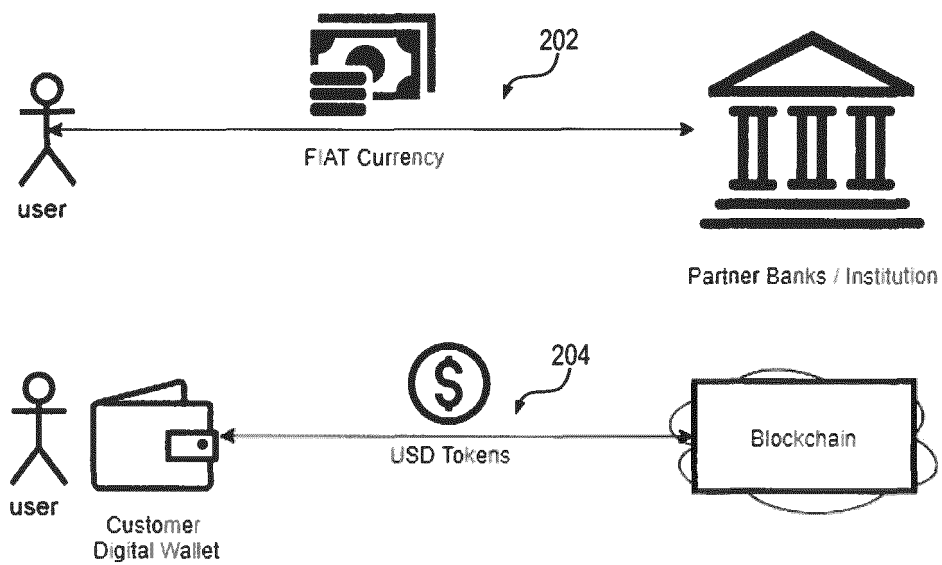 202
FIAT Currency
user
Partner Banks / Institution
$
204
Blockchain
USD Tokens
user
Customer
Digital Wallet